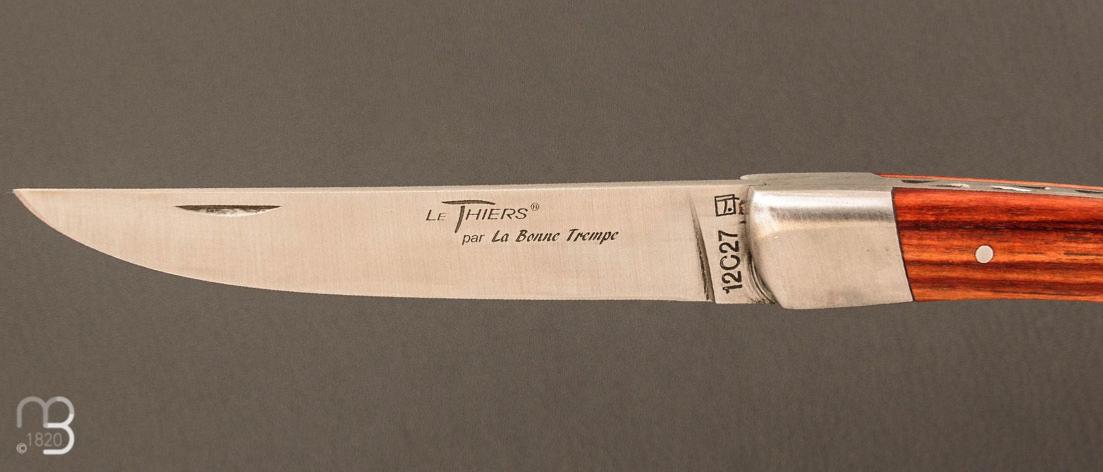 LE THIERS®
par La Bonne Trempe
12C27
©1820